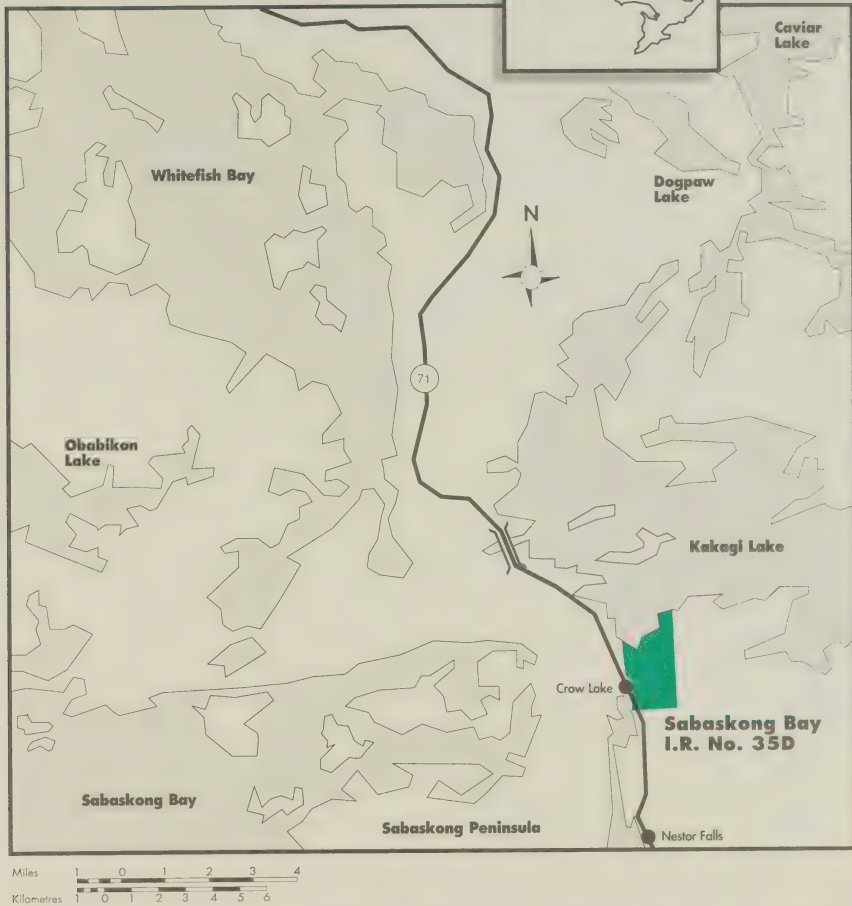 Caviar
Lake
Whitefish Bay
Dogpaw
Lake
N
71
Obabikon
Lake
Kakagi Lake
Crow Lake
Sabaskong Bay
I.R. No. 35D
Sabaskong Bay
Sabaskong Peninsula
Nestor Falls
Miles 1 0 1 2 3 4
Kilometres 1 0 1 2 3 4 5 6